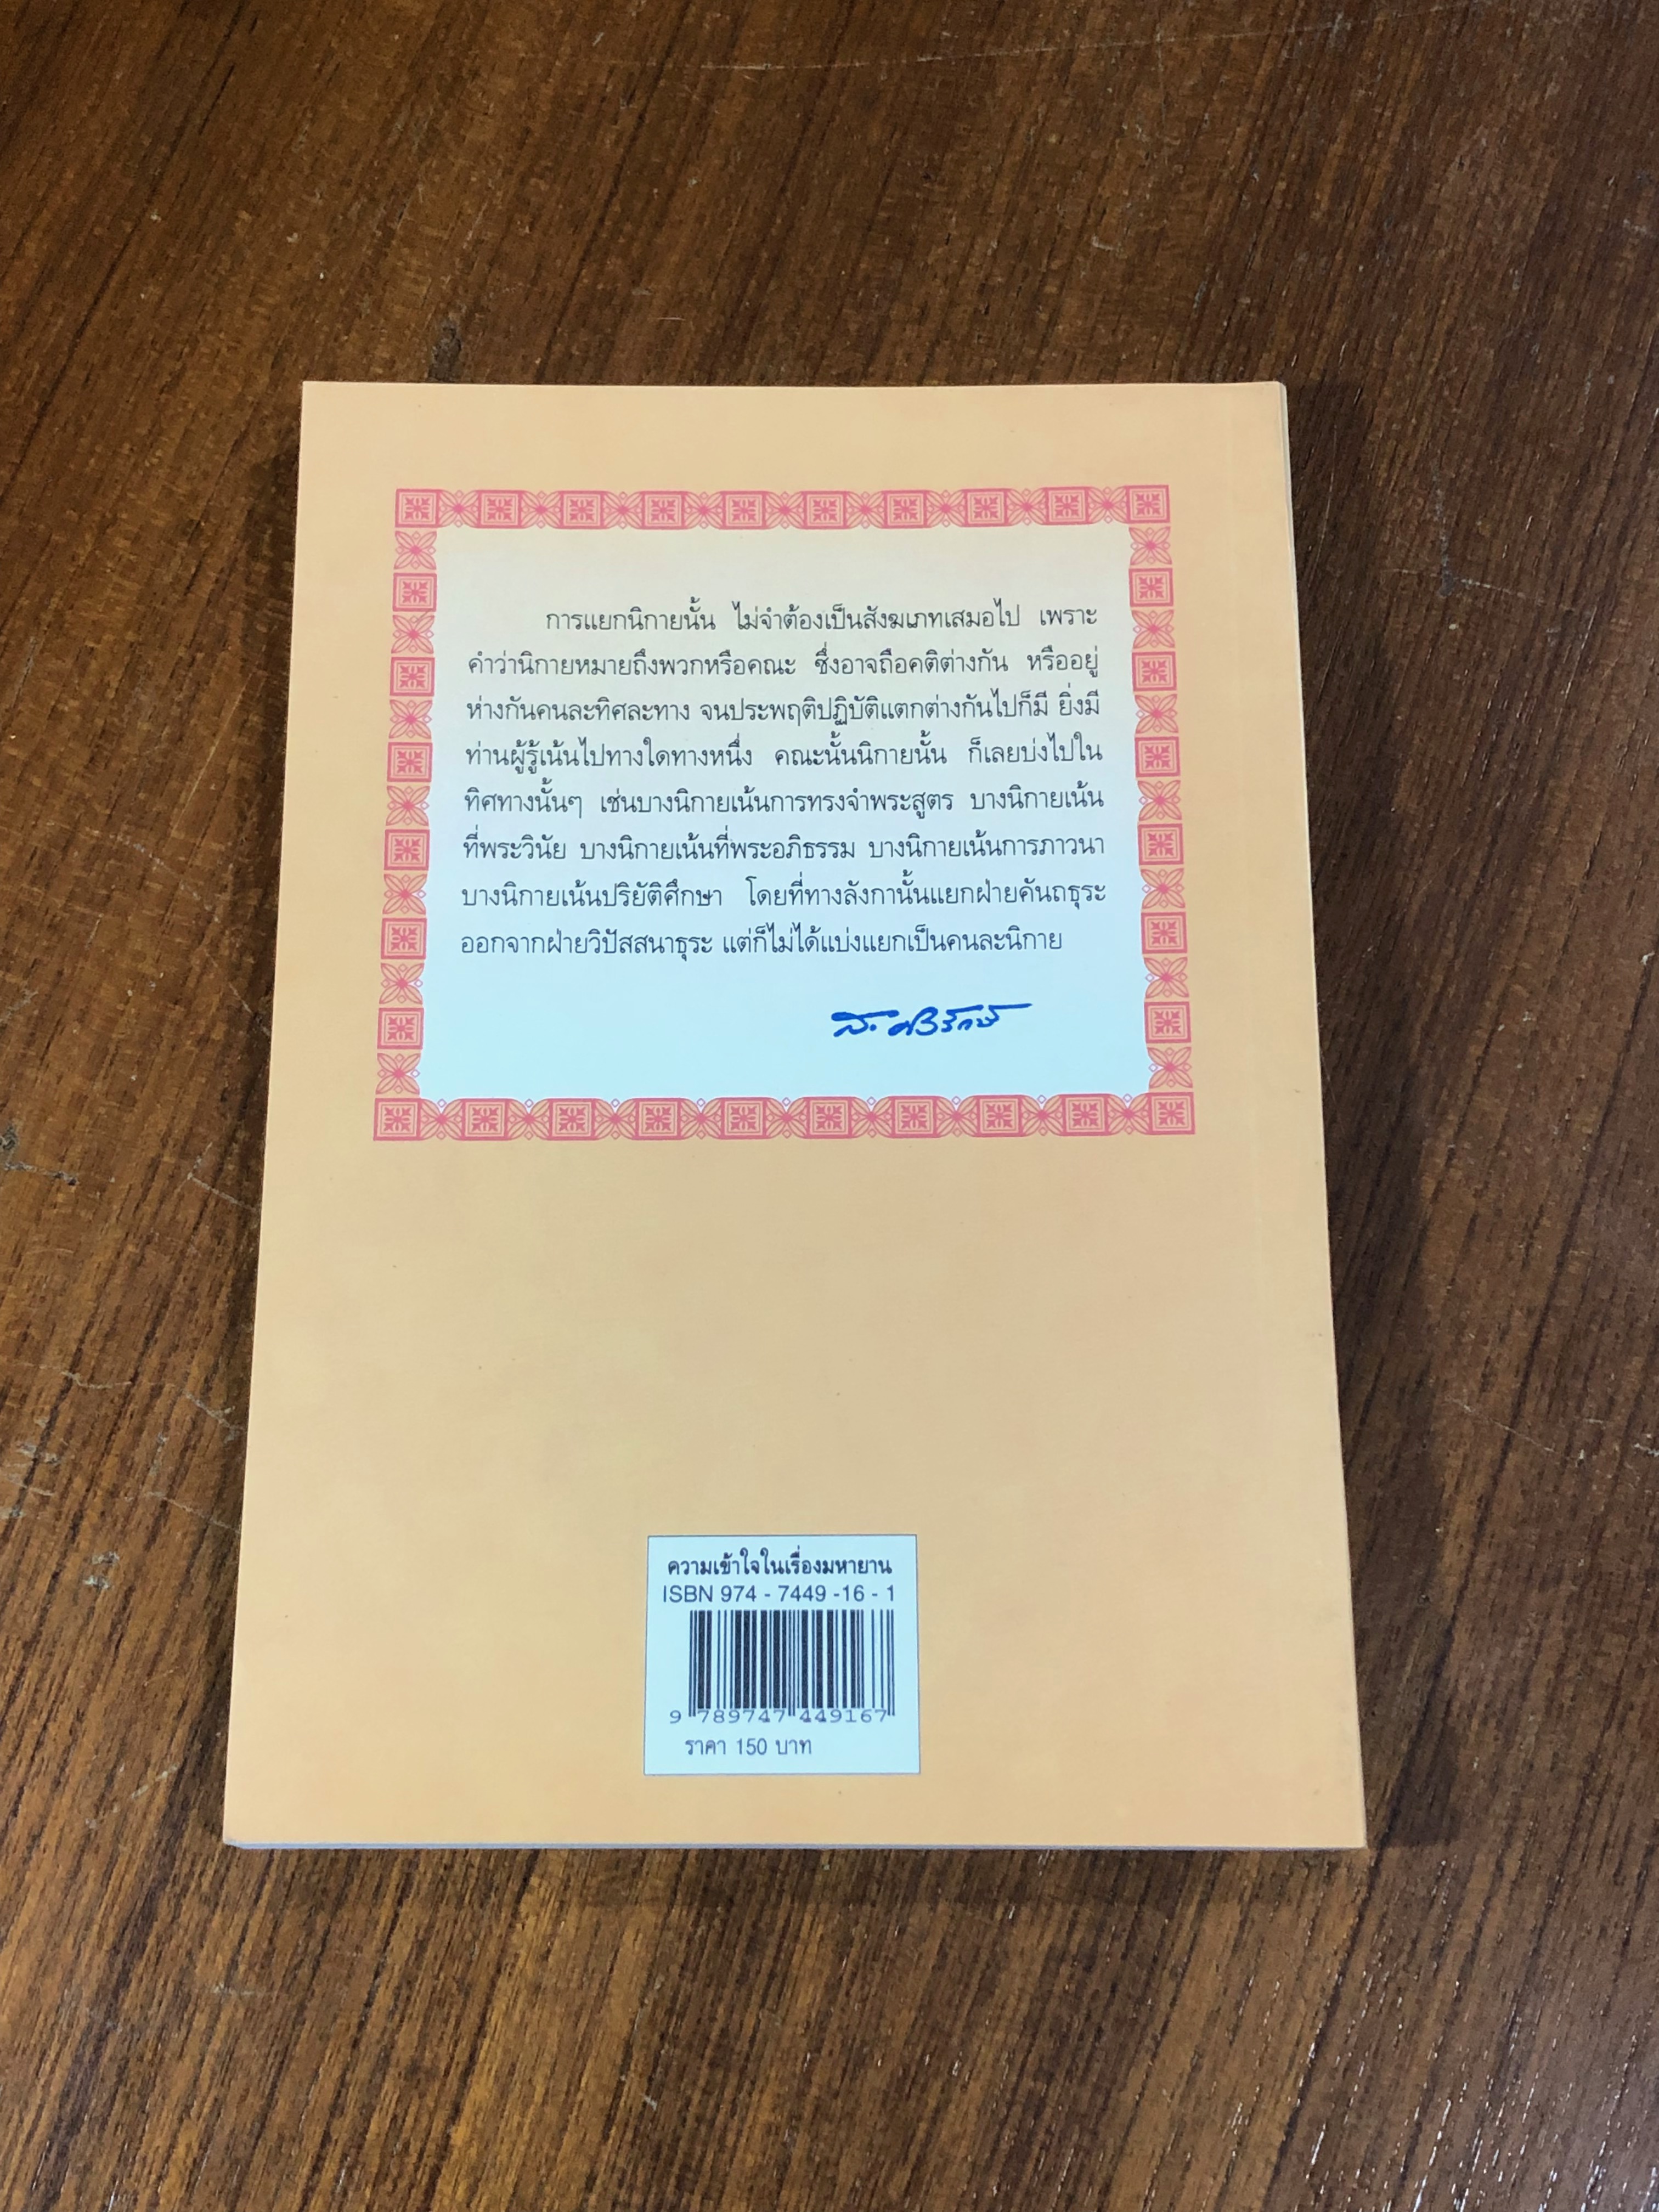 การแยกนิกายนั้น ไม่จำต้องเป็นสังฆเภทเสมอไป เพราะ
คำว่านิกายหมายถึงพวกหรือคณะ ซึ่งอาจถือคติต่างกัน หรืออยู่
ห่างกันคนละทิศละทาง จนประพฤติปฏิบัติแตกต่างกันไปก็มี ยิ่งมี
ท่านผู้รู้เน้นไปทางใดทางหนึ่ง คณะนั้นนิกายนั้น ก็เลยบ่งไปใน
ทิศทางนั้นๆ เช่นบางนิกายเน้นการทรงจำพระสูตร บางนิกายเน้น
ที่พระวินัย บางนิกายเน้นที่พระอภิธรรม บางนิกายเน้นการภาวนา
บางนิกายเน้นปริยัติศึกษา โดยที่ทางลังกานั้นแยกฝ่ายคันถธุระ
ออกจากฝ่ายวิปัสสนาธุระ แต่ก็ไม่ได้แบ่งแยกเป็นคนละนิกาย
ส. ศิวรักษ์
ความเข้าใจในเรื่องมหายาน
ISBN 974 - 7449 -16 - 1
9 789747 449167
ราคา 150 บาท